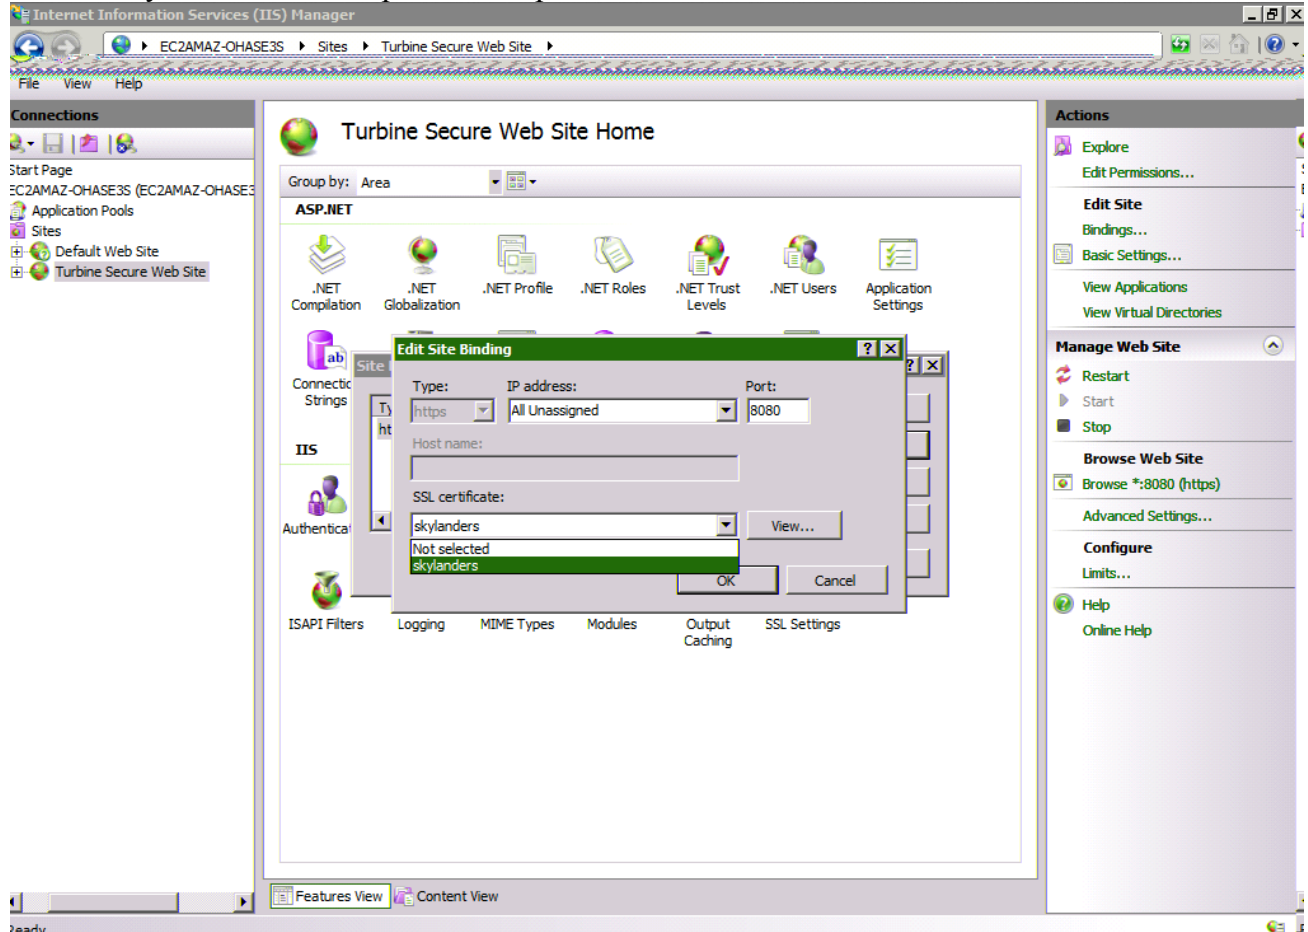 Internet Information Services (IIS) Manager
EC2AMAZ-OHASE3S Sites Turbine Secure Web Site
File View Help
Connections
Start Page
EC2AMAZ-OHASE3S (EC2AMAZ-OHASE3
Application Pools
Sites
Default Web Site
Turbine Secure Web Site
Turbine Secure Web Site Home
Group by: Area
ASP.NET
.NET Compilation
.NET Globalization
.NET Profile
.NET Roles
.NET Trust Levels
.NET Users
Application Settings
ab
Connectic
Strings
Site
Edit Site Binding
Type: IP address: Port:
https All Unassigned 8080
Host name:
SSL certificate:
skylanders View...
Not selected
skylanders
OK Cancel
Ty
ht
IIS
Authenticat
ISAPI Filters
Logging
MIME Types
Modules
Output Caching
SSL Settings
Features View Content View
Actions
Explore
Edit Permissions...
Edit Site
Bindings...
Basic Settings...
View Applications
View Virtual Directories
Manage Web Site
Restart
Start
Stop
Browse Web Site
Browse *:8080 (https)
Advanced Settings...
Configure
Limits...
Help
Online Help
Ready